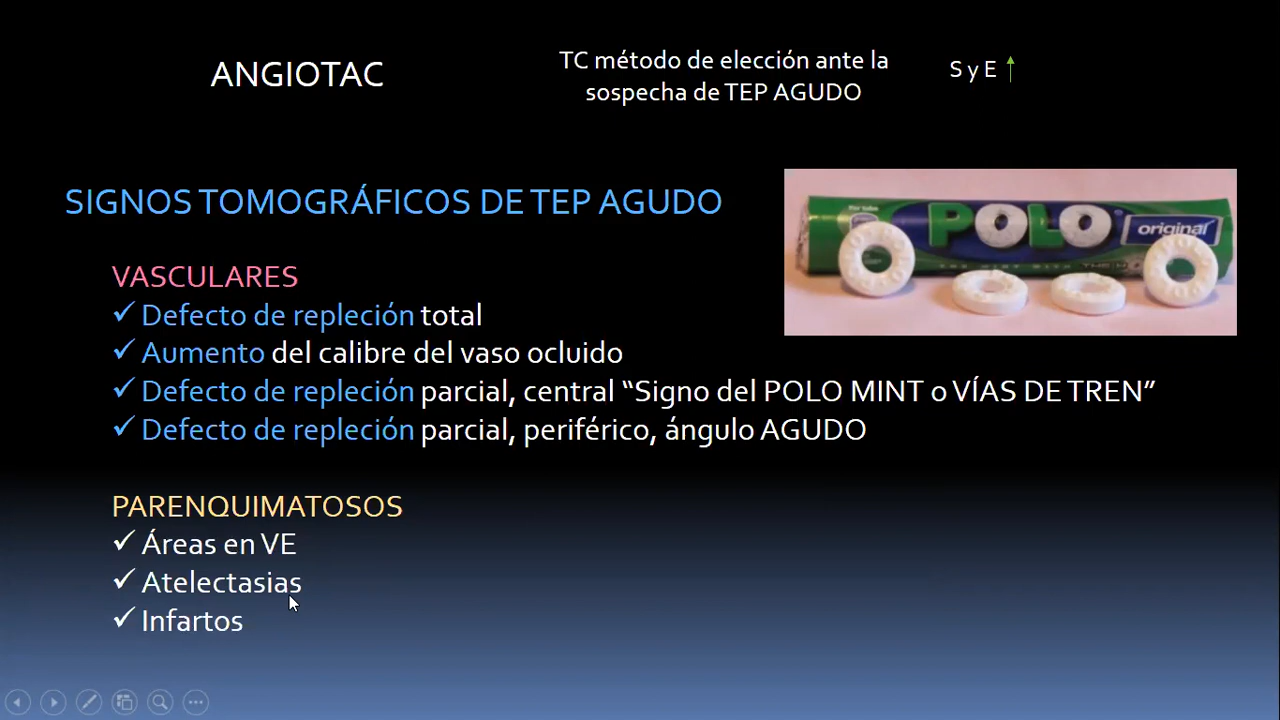 ANGIOTAC
TC método de elección ante la
sospecha de TEP AGUDO
S y E
SIGNOS TOMOGRÁFICOS DE TEP AGUDO
POLO
original
VASCULARES
✓ Defecto de repleción total
✓ Aumento del calibre del vaso ocluido
✓ Defecto de repleción parcial, central “Signo del POLO MINT o VÍAS DE TREN”
✓ Defecto de repleción parcial, periférico, ángulo AGUDO
PARENQUIMATOSOS
✓ Áreas en VE
✓ Atelectasias
✓ Infartos